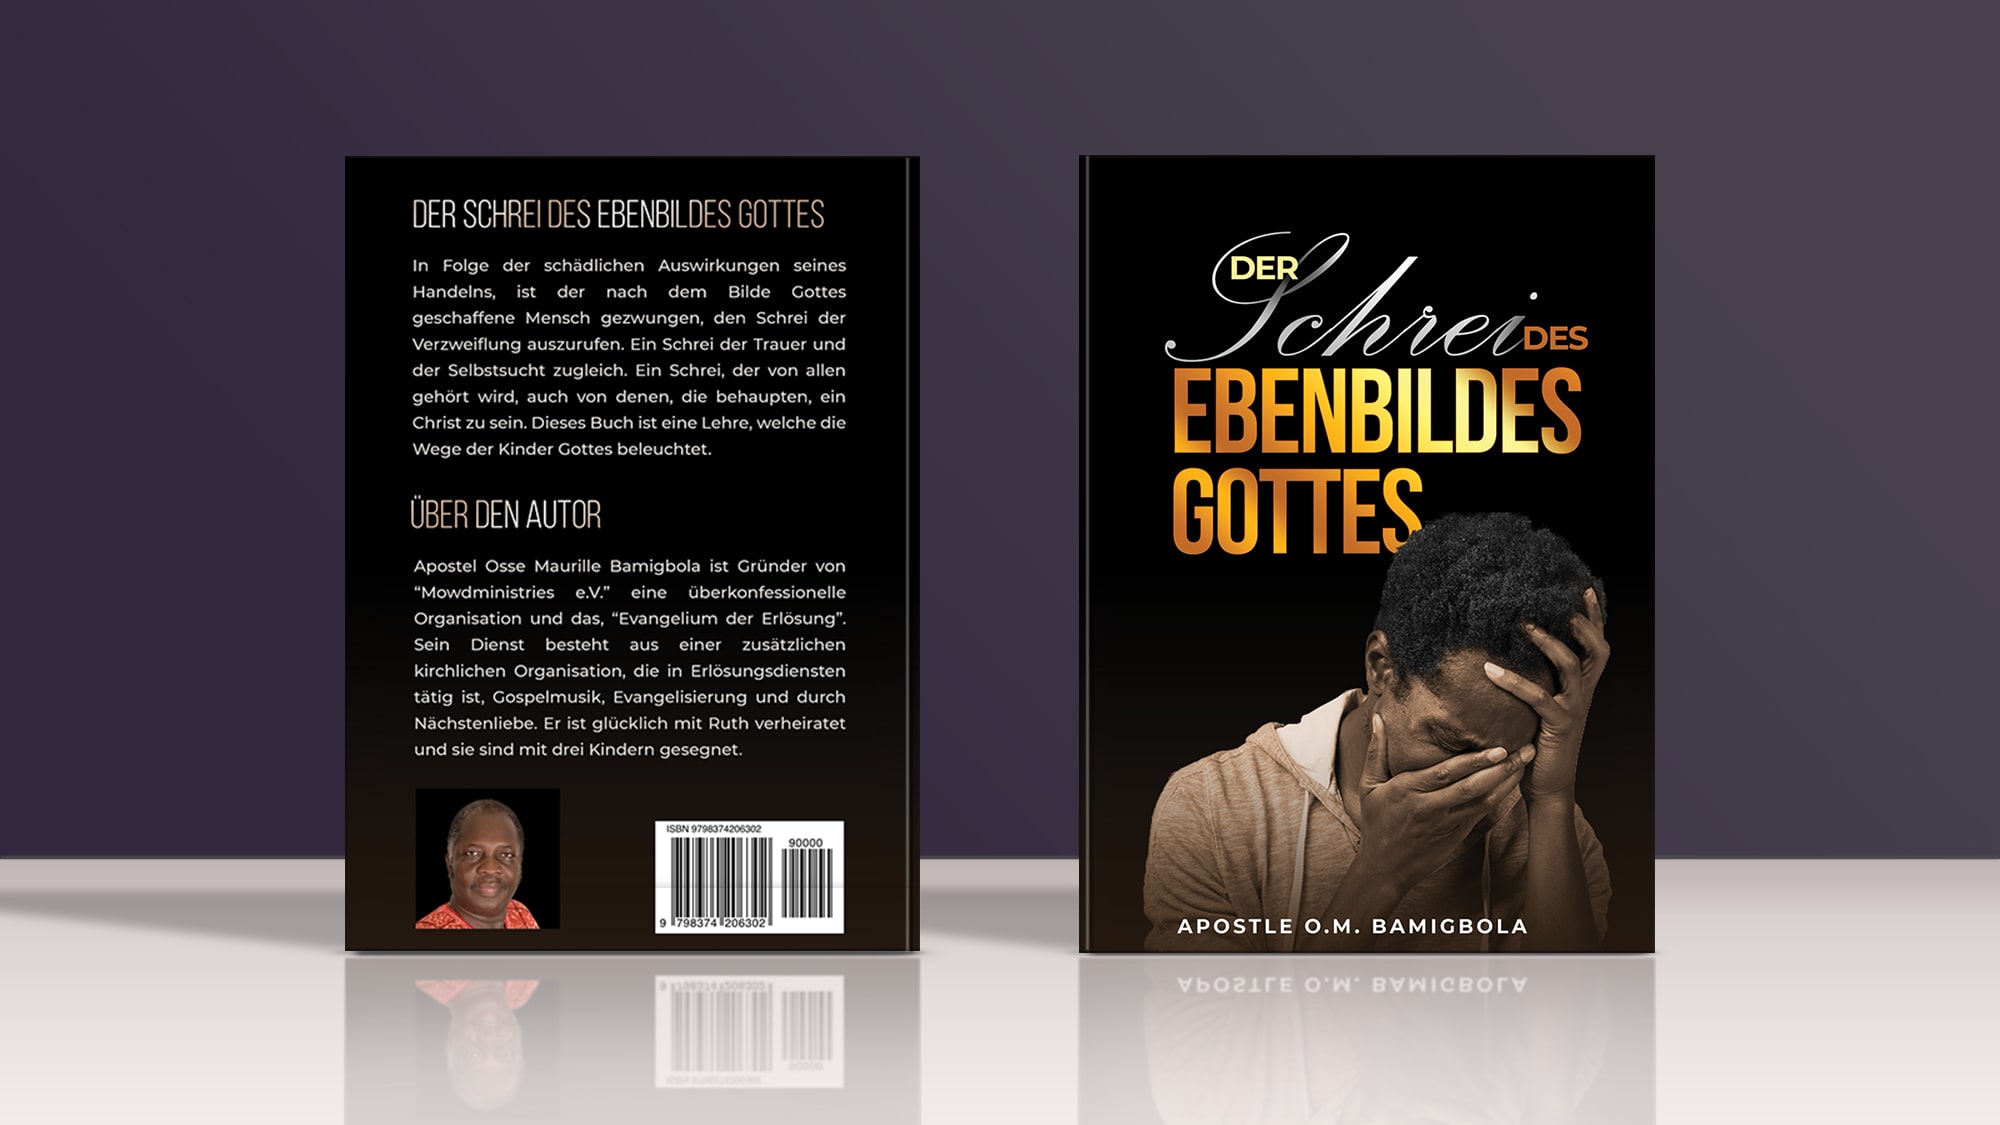 DER SCHREI DES EBENBILDES GOTTES
In Folge der schädlichen Auswirkungen seines
Handelns, ist der nach dem Bilde Gottes
geschaffene Mensch gezwungen, den Schrei der
Verzweiflung auszurufen. Ein Schrei der Trauer und
der Selbstsucht zugleich. Ein Schrei, der von allen
gehört wird, auch von denen, die behaupten, ein
Christ zu sein. Dieses Buch ist eine Lehre, welche die
Wege der Kinder Gottes beleuchtet.
ÜBER DEN AUTOR
Apostel Osse Maurille Bamigbola ist Gründer von
“Mowdministries e.V.” eine überkonfessionelle
Organisation und das, “Evangelium der Erlösung”.
Sein Dienst besteht aus einer zusätzlichen
kirchlichen Organisation, die in Erlösungsdiensten
tätig ist, Gospelmusik, Evangelisierung und durch
Nächstenliebe. Er ist glücklich mit Ruth verheiratet
und sie sind mit drei Kindern gesegnet.
ISBN 9798374206302
90000
9 798374 206302
DER
Schrei DES
EBENBILDES
GOTTES
APOSTLE O.M. BAMIGBOLA